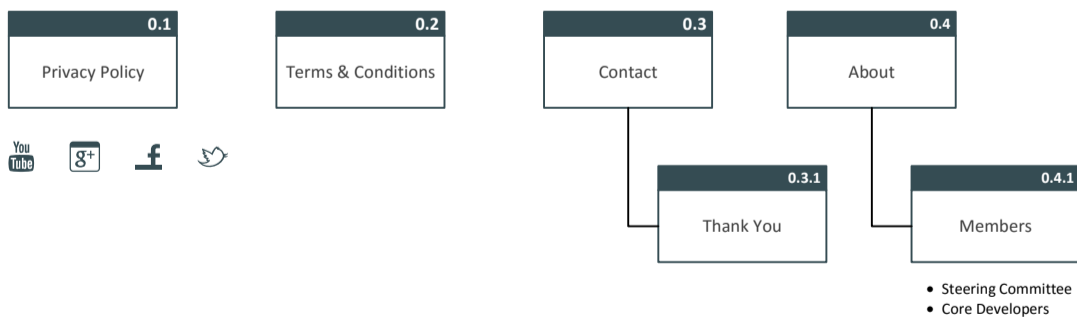 0.1
Privacy Policy
0.2
Terms & Conditions
0.3
Contact
0.4
About
You
Tube
g+
f
0.3.1
Thank You
0.4.1
Members
• Steering Committee
• Core Developers